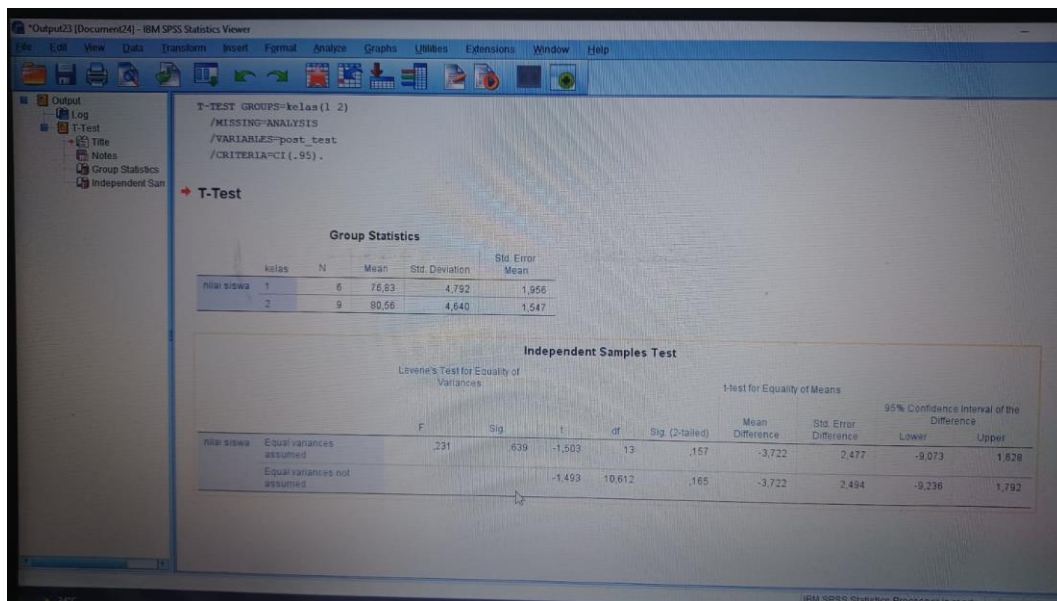 *Output23 [Document24] - IBM SPSS Statistics Viewer
File Edit View Data Transform Insert Format Analyze Graphs Utilities Extensions Window Help
Output
Log
T-Test
Title
Notes
Group Statistics
Independent San
T-TEST GROUPS=kelas(1 2)
/MISSING=ANALYSIS
/VARIABLES=post_test
/CRITERIA=CI(.95).
T-Test
Group Statistics
kelas N Mean Std. Deviation Std. Error Mean
nilai siswa 1 6 76,83 4,792 1,956
2 9 80,56 4,640 1,547
Independent Samples Test
Levene's Test for Equality of Variances
t-test for Equality of Means
95% Confidence Interval of the Difference
F Sig. t df Sig. (2-tailed) Mean Difference Std. Error Difference Lower Upper
nilai siswa Equal variances assumed ,231 ,639 -1,503 13 ,157 -3,722 2,477 -9,073 1,628
Equal variances not assumed -1,493 10,612 ,165 -3,722 2,494 -9,236 1,792